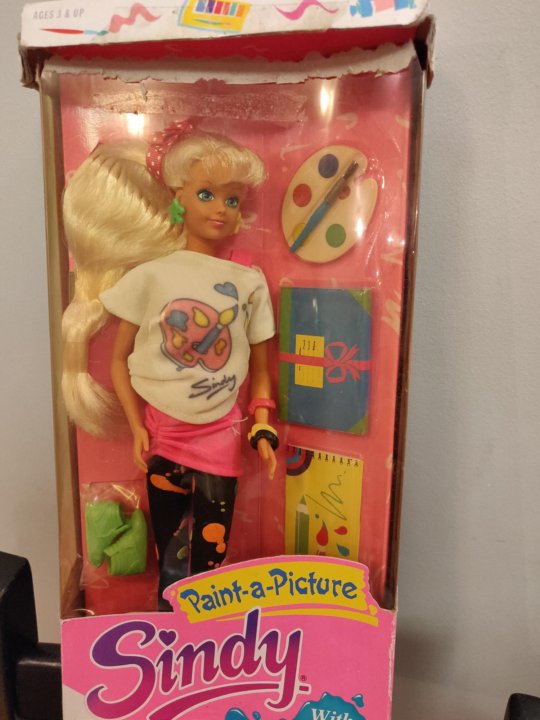 AGES 3 & UP
Sindy
Paint-a-Picture
Sindy®
With